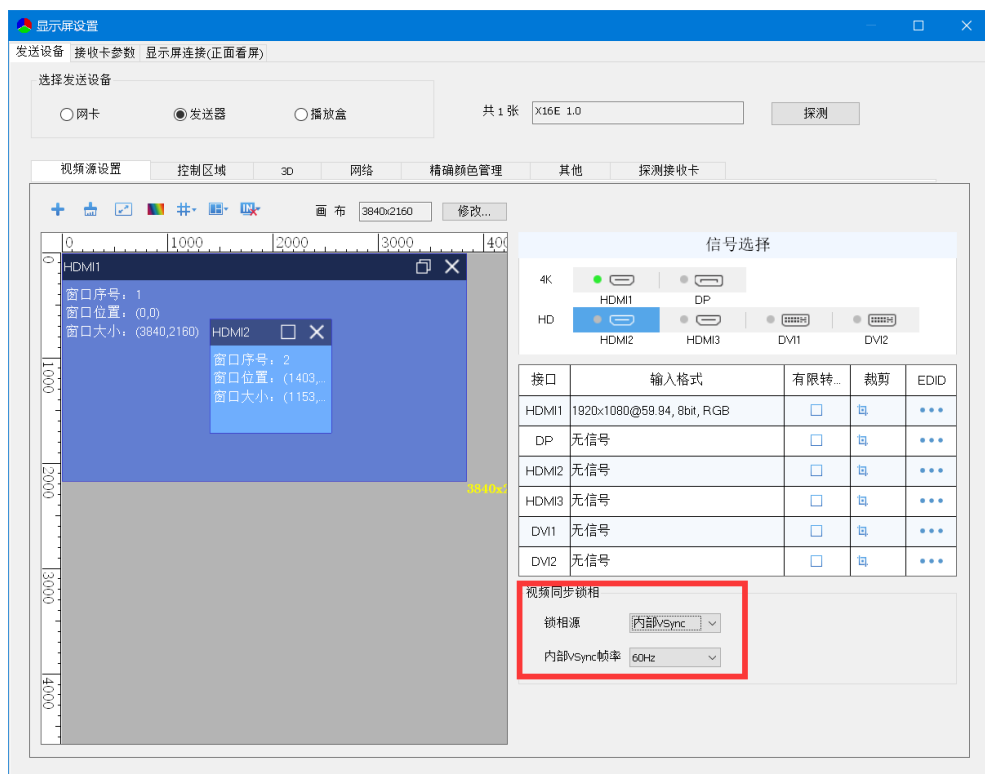 显示屏设置
发送设备 接收卡参数 显示屏连接(正面看屏)
选择发送设备
网卡 发送器 播放盒 共 1 张 X16E 1.0 探测
视频源设置 控制区域 3D 网络 精确颜色管理 其他 探测接收卡
画 布 3840x2160 修改...
0 1000 2000 3000 400
信号选择
HDMI1
窗口序号：1
窗口位置：(0,0)
窗口大小：(3840,2160)
HDMI2
窗口序号：2
窗口位置：(1403,...
窗口大小：(1153,...
3840x2
0
1000
2000
3000
4000
4K
HDMI1 DP
HD
HDMI2 HDMI3 DVI1 DVI2
接口 输入格式 有限转... 裁剪 EDID
HDMI1 1920x1080@59.94, 8bit, RGB
DP 无信号
HDMI2 无信号
HDMI3 无信号
DVI1 无信号
DVI2 无信号
视频同步锁相
锁相源 内部VSync
内部VSync帧率 60Hz